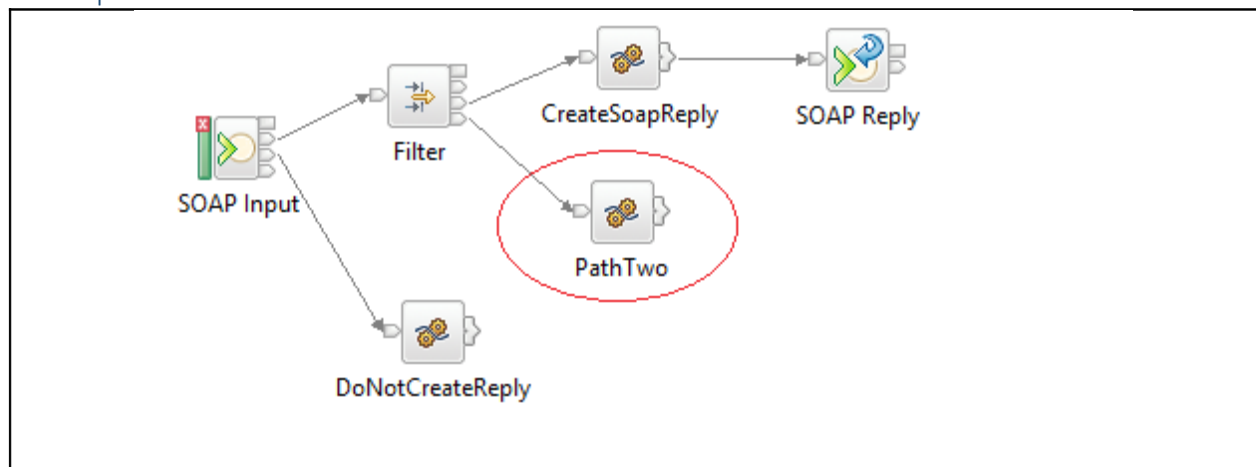 CreateSoapReply
SOAP Reply
Filter
SOAP Input
PathTwo
DoNotCreateReply